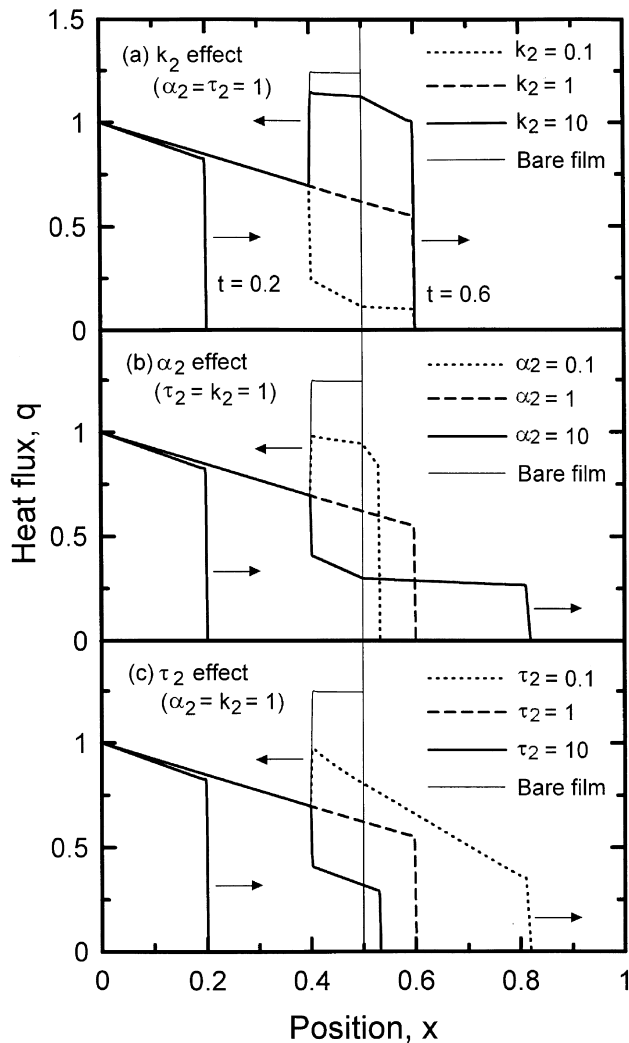 1.5
(a) k2 effect
(α2=τ2= 1)
k2 = 0.1
k2 = 1
k2 = 10
Bare film
1
0.5
t = 0.2
t = 0.6
0
(b) α2 effect
(τ2= k2 = 1)
α2 = 0.1
α2 = 1
α2 = 10
Bare film
1
0.5
0
(c) τ2 effect
(α2= k2 = 1)
τ2 = 0.1
τ2 = 1
τ2 = 10
Bare film
1
0.5
0
Heat flux, q
0 0.2 0.4 0.6 0.8 1
Position, x